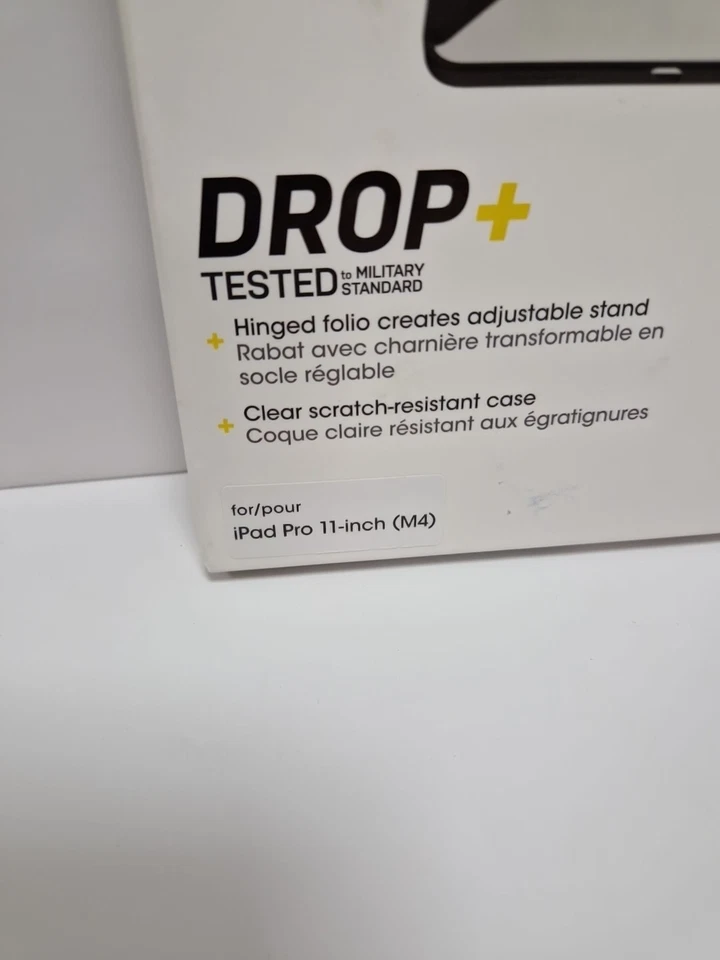 DROP+
TESTED to MILITARY STANDARD
+ Hinged folio creates adjustable stand
Rabat avec charnière transformable en
socle réglable
+ Clear scratch-resistant case
Coque claire résistant aux égratignures
for/pour
iPad Pro 11-inch (M4)